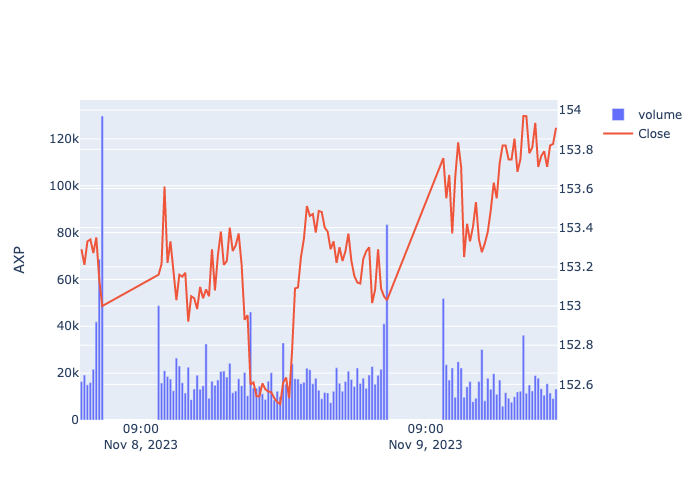 AXP
120k
100k
80k
60k
40k
20k
0
154
153.8
153.6
153.4
153.2
153
152.8
152.6
09:00
Nov 8, 2023
09:00
Nov 9, 2023
volume
Close